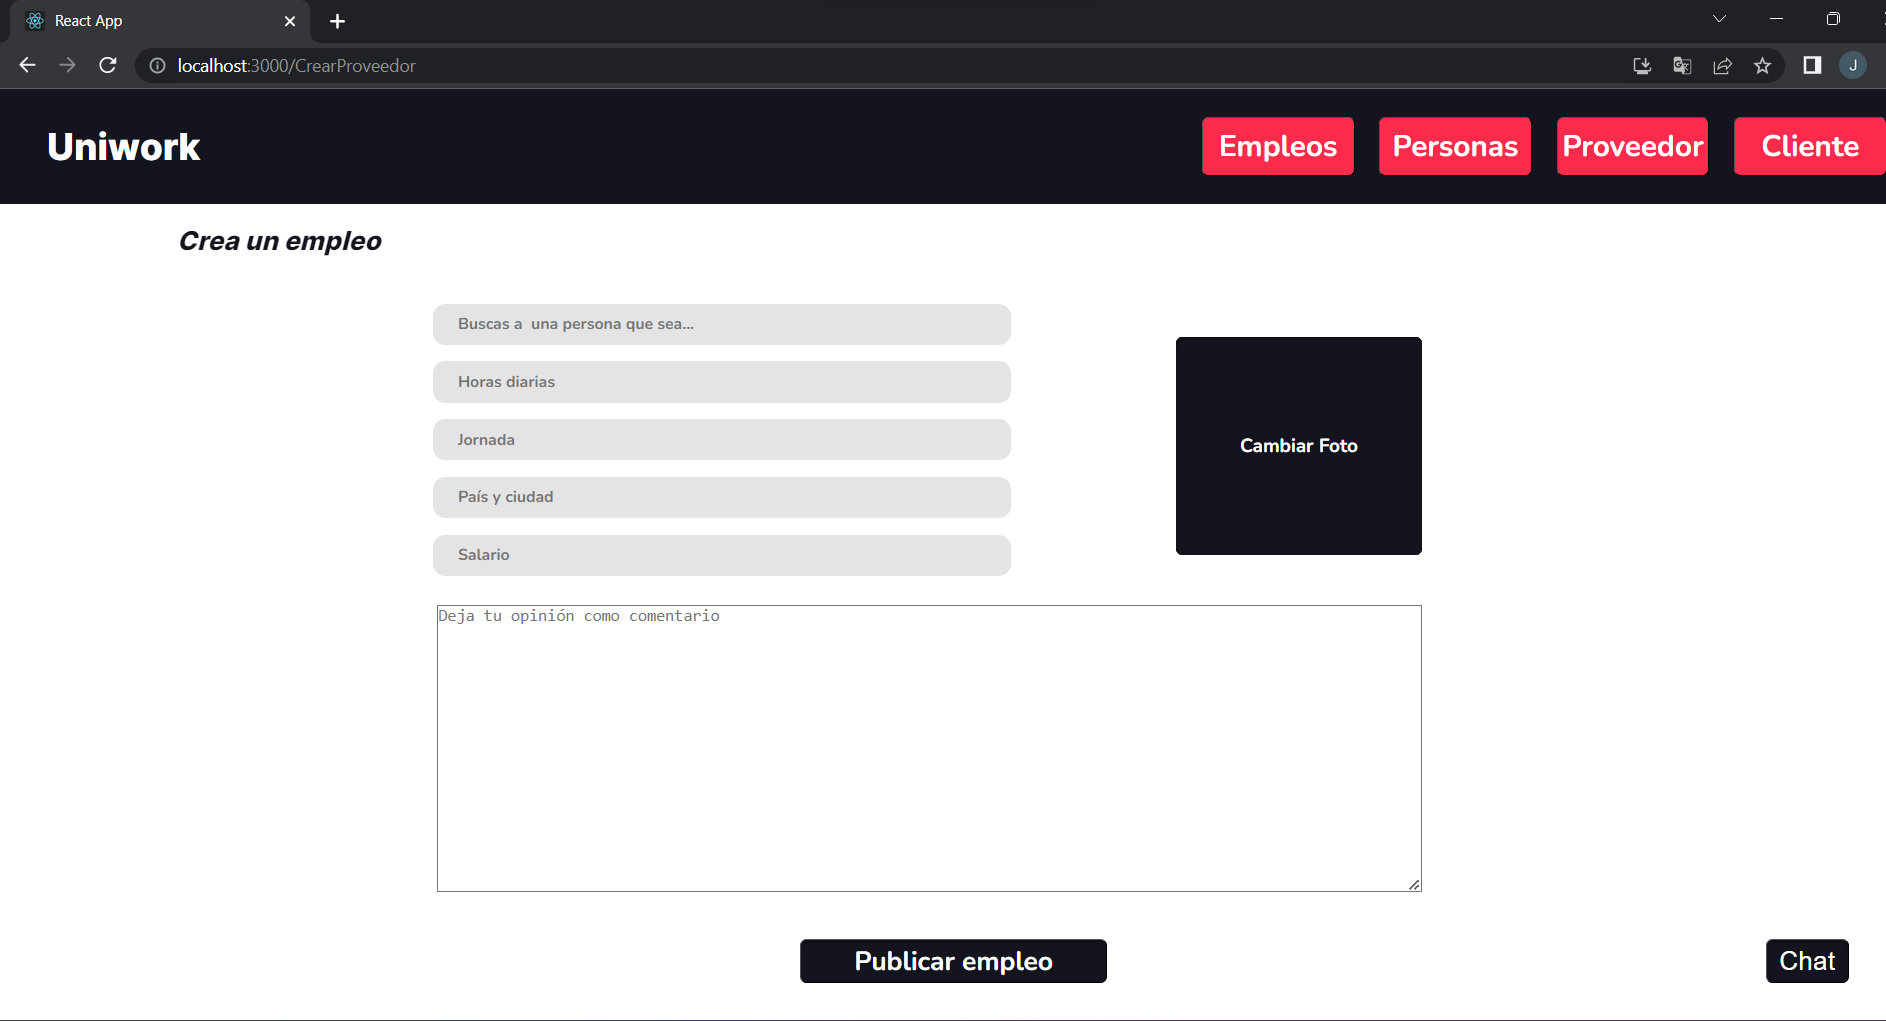 React App
localhost:3000/CrearProveedor
J
Uniwork
Empleos Personas Proveedor Cliente
Crea un empleo
Buscas a  una persona que sea...
Horas diarias
Jornada
País y ciudad
Salario
Cambiar Foto
Deja tu opinión como comentario
Publicar empleo
Chat